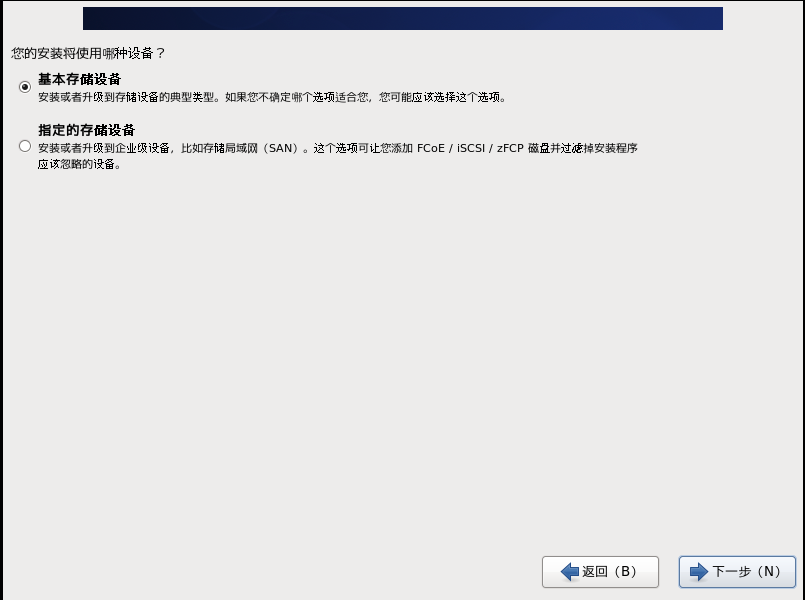 您的安装将使用哪种设备？
基本存储设备
安装或者升级到存储设备的典型类型。如果您不确定哪个选项适合您，您可能应该选择这个选项。
指定的存储设备
安装或者升级到企业级设备，比如存储局域网（SAN）。这个选项可让您添加 FCoE / iSCSI / zFCP 磁盘并过滤掉安装程序
应该忽略的设备。
返回（B） 下一步（N）